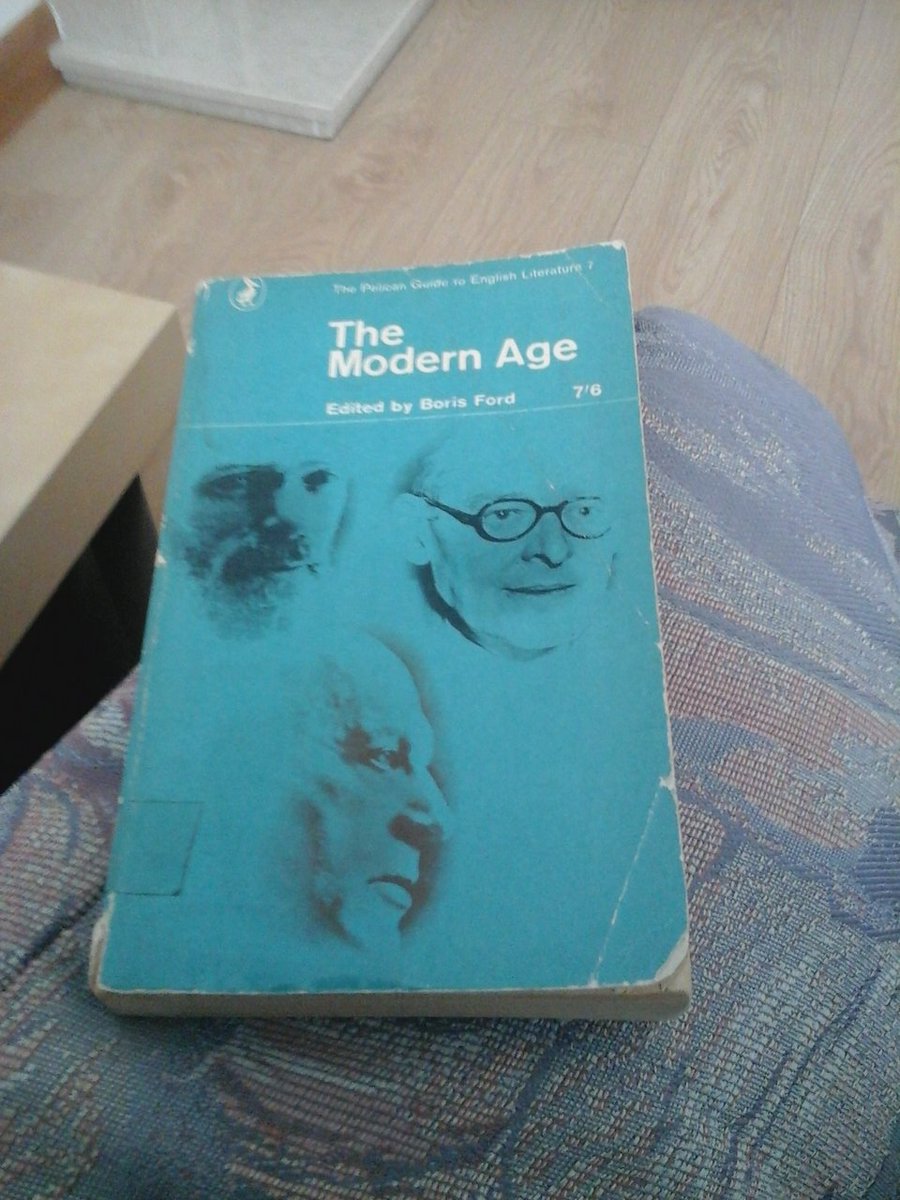 The Pelican Guide to English Literature 7
The
Modern Age
Edited by Boris Ford
7'6